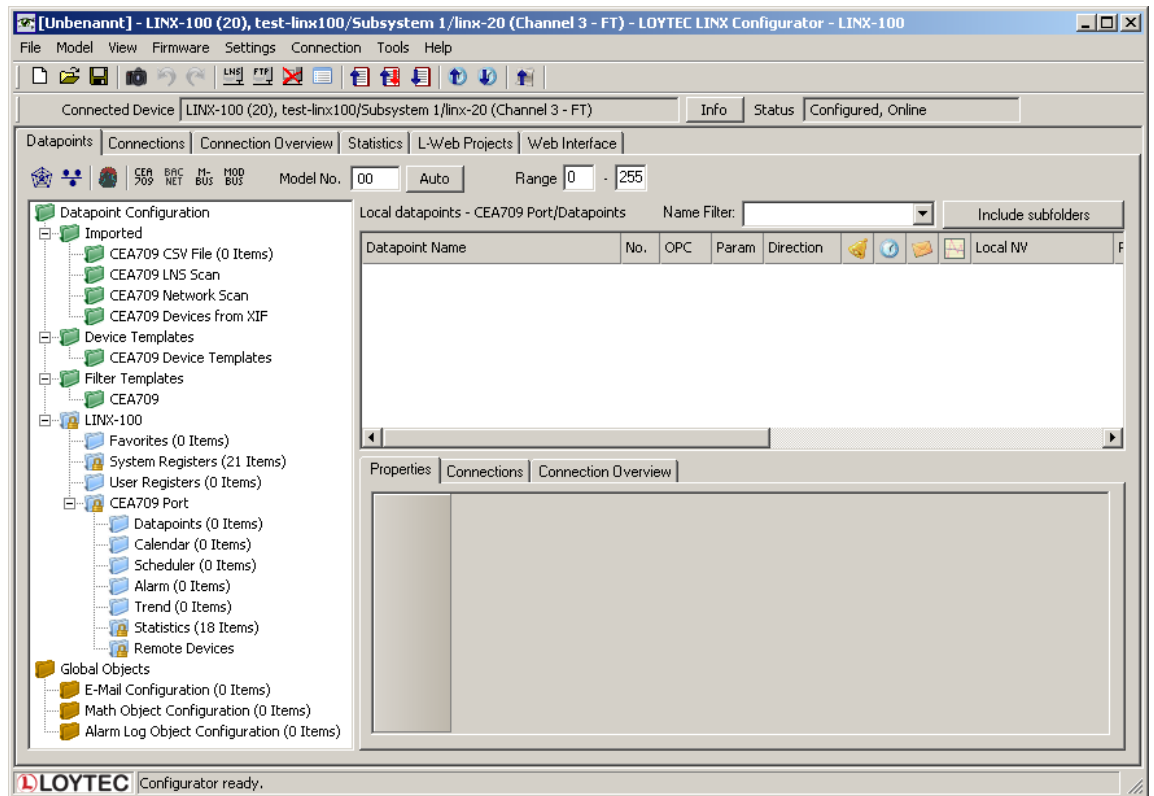 [Unbenannt] - LINX-100 (20), test-linx100/Subsystem 1/linx-20 (Channel 3 - FT) - LOYTEC LINX Configurator - LINX-100
File Model View Firmware Settings Connection Tools Help
LNS FTP
Connected Device LINX-100 (20), test-linx100/Subsystem 1/linx-20 (Channel 3 - FT) Info Status Configured, Online
Datapoints Connections Connection Overview Statistics L-Web Projects Web Interface
CEA 709 BAC NET M- BUS MOD BUS Model No. 00 Auto Range 0 - 255
Datapoint Configuration
Imported
CEA709 CSV File (0 Items)
CEA709 LNS Scan
CEA709 Network Scan
CEA709 Devices from XIF
Device Templates
CEA709 Device Templates
Filter Templates
CEA709
LINX-100
Favorites (0 Items)
System Registers (21 Items)
User Registers (0 Items)
CEA709 Port
Datapoints (0 Items)
Calendar (0 Items)
Scheduler (0 Items)
Alarm (0 Items)
Trend (0 Items)
Statistics (18 Items)
Remote Devices
Global Objects
E-Mail Configuration (0 Items)
Math Object Configuration (0 Items)
Alarm Log Object Configuration (0 Items)
Local datapoints - CEA709 Port/Datapoints Name Filter: Include subfolders
Datapoint Name No. OPC Param Direction Local NV
Properties Connections Connection Overview
LOYTEC Configurator ready.